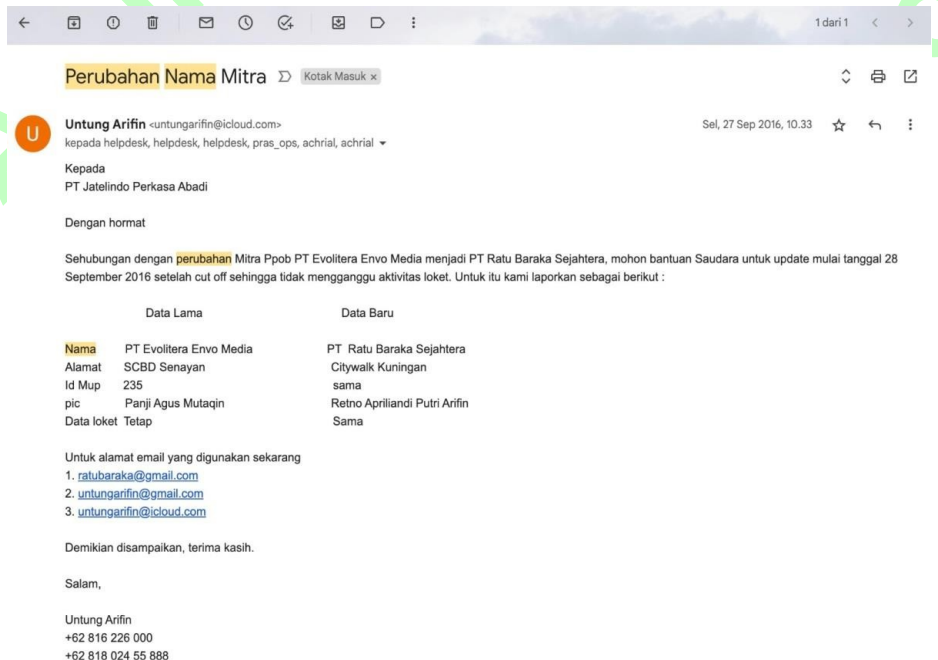 1 dari 1
Perubahan Nama Mitra Kotak Masuk ×
U
Untung Arifin <untungarifin@icloud.com> Sel, 27 Sep 2016, 10.33
kepada helpdesk, helpdesk, helpdesk, pras_ops, achrial, achrial
Kepada
PT Jatelindo Perkasa Abadi
Dengan hormat
Sehubungan dengan perubahan Mitra Ppob PT Evolitera Envo Media menjadi PT Ratu Baraka Sejahtera, mohon bantuan Saudara untuk update mulai tanggal 28
September 2016 setelah cut off sehingga tidak mengganggu aktivitas loket. Untuk itu kami laporkan sebagai berikut :
Data Lama Data Baru
Nama PT Evolitera Envo Media PT Ratu Baraka Sejahtera
Alamat SCBD Senayan Citywalk Kuningan
Id Mup 235 sama
pic Panji Agus Mutaqin Retno Apriliandi Putri Arifin
Data loket Tetap Sama
Untuk alamat email yang digunakan sekarang
1. ratubaraka@gmail.com
2. untungarifin@gmail.com
3. untungarifin@icloud.com
Demikian disampaikan, terima kasih.
Salam,
Untung Arifin
+62 816 226 000
+62 818 024 55 888